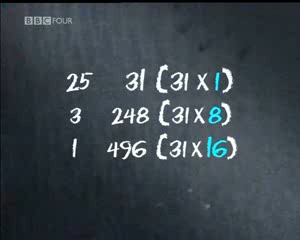 BBC FOUR
25 31 (31 x 1)
3 248 (31 x 8)
1 496 (31 x 16)